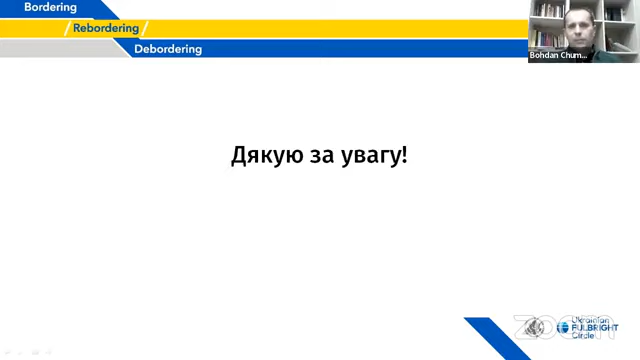 Bordering
Rebordering
Debordering
Bohdan Chum...
Дякую за увагу!
zoom
Ukrainian
FULBRIGHT
Circle